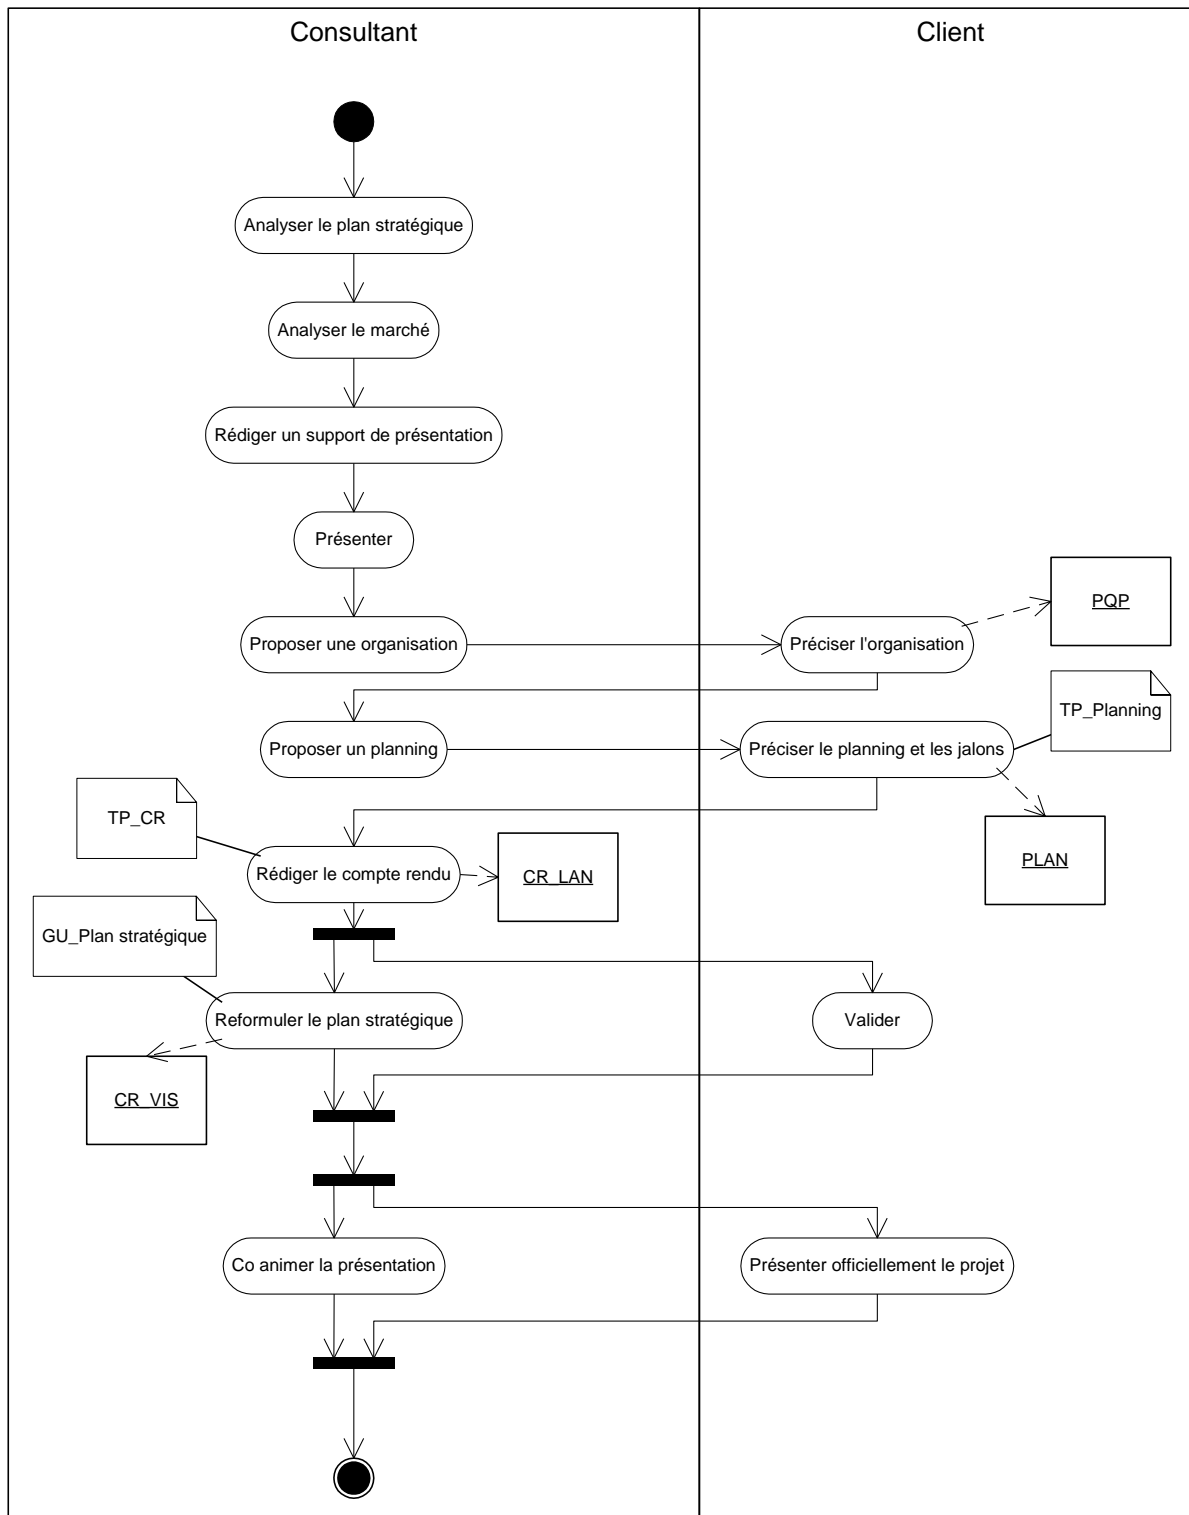 Consultant
Client
Analyser le plan stratégique
Analyser le marché
Rédiger un support de présentation
Présenter
PQP
Proposer une organisation
Préciser l'organisation
TP_Planning
Proposer un planning
Préciser le planning et les jalons
TP_CR
PLAN
Rédiger le compte rendu
CR_LAN
GU_Plan stratégique
Reformuler le plan stratégique
Valider
CR_VIS
Co animer la présentation
Présenter officiellement le projet